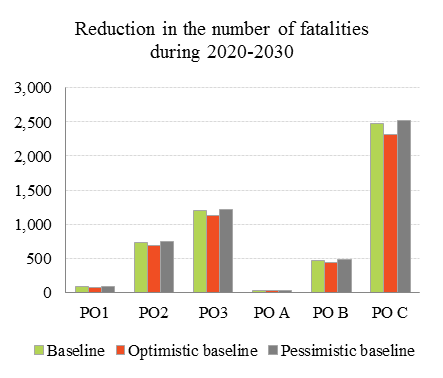 Reduction in the number of fatalities
during 2020-2030
3,000
2,500
2,000
1,500
1,000
500
0
PO1 PO2 PO3 PO A PO B PO C
Baseline Optimistic baseline Pessimistic baseline